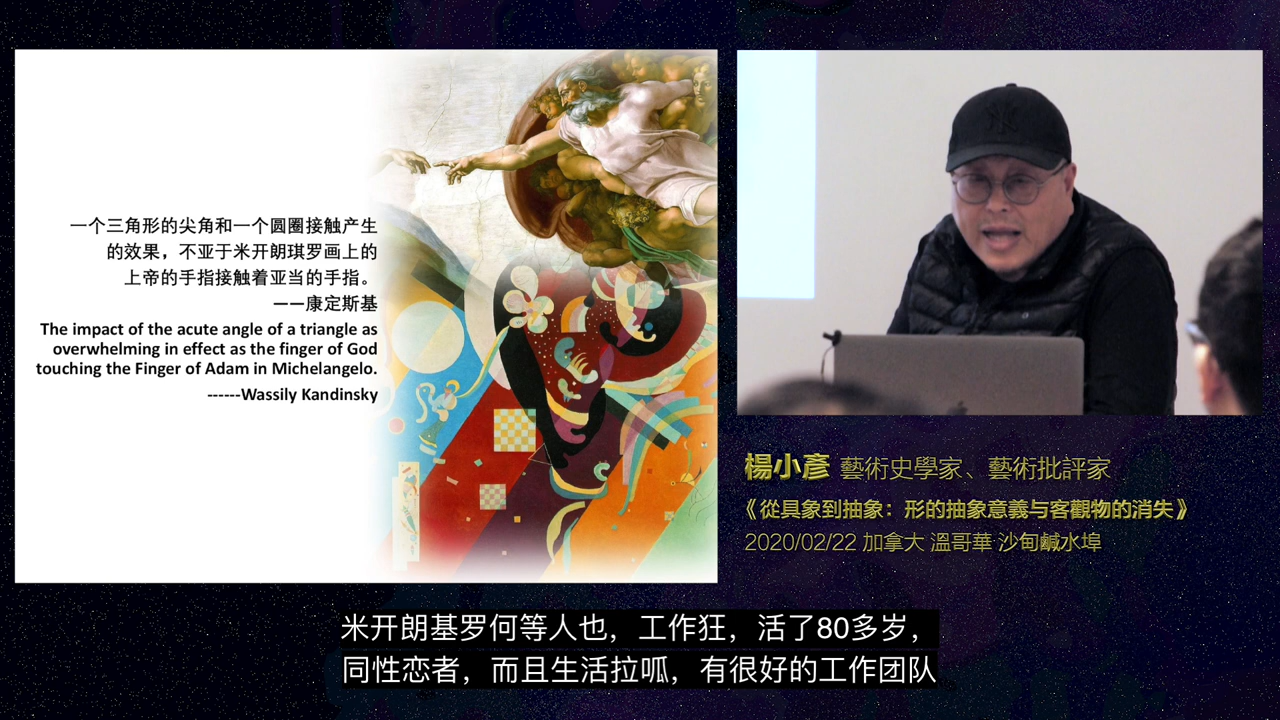 一个三角形的尖角和一个圆圈接触产生
的效果，不亚于米开朗琪罗画上的
上帝的手指接触着亚当的手指。
——康定斯基
The impact of the acute angle of a triangle as
overwhelming in effect as the finger of God
touching the Finger of Adam in Michelangelo.
------Wassily Kandinsky
NY
楊小彥 藝術史學家、藝術批評家
《從具象到抽象：形的抽象意義与客觀物的消失》
2020/02/22 加拿大 溫哥華 沙甸鹹水埠
米开朗基罗何等人也，工作狂，活了80多岁，
同性恋者，而且生活拉呱，有很好的工作团队